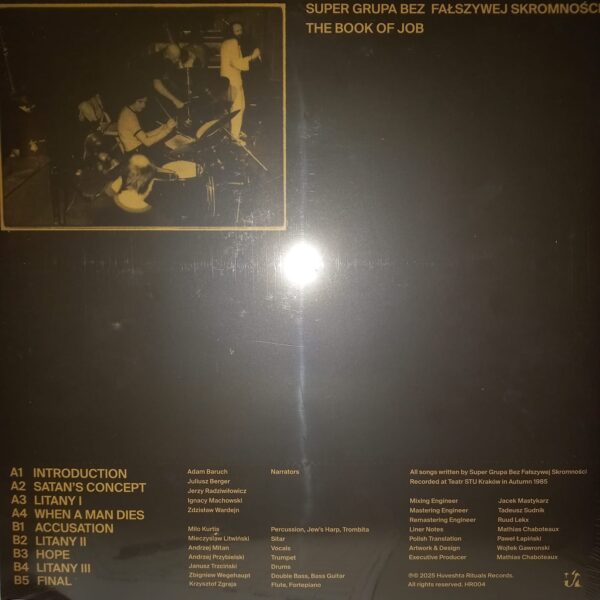 SUPER GRUPA BEZ FAŁSZYWEJ SKROMNOŚCI
THE BOOK OF JOB
A1 INTRODUCTION
A2 SATAN'S CONCEPT
A3 LITANY I
A4 WHEN A MAN DIES
B1 ACCUSATION
B2 LITANY II
B3 HOPE
B4 LITANY III
B5 FINAL
Adam Baruch Narrators
Juliusz Berger
Jerzy Radziwiłowicz
Ignacy Machowski
Zdzisław Wardejn
Milo Kurtis Percussion, Jew's Harp, Trombita
Mieczysław Litwiński Sitar
Andrzej Mitan Vocals
Andrzej Przybielski Trumpet
Janusz Trzciński Drums
Zbigniew Wegehaupt Double Bass, Bass Guitar
Krzysztof Zgraja Flute, Fortepiano
All songs written by Super Grupa Bez Fałszywej Skromności
Recorded at Teatr STU Kraków in Autumn 1985
Mixing Engineer Jacek Mastykarz
Mastering Engineer Tadeusz Sudnik
Remastering Engineer Ruud Lekx
Liner Notes Mathias Chaboteaux
Polish Translation Paweł Łapiński
Artwork & Design Wojtek Gawronski
Executive Producer Mathias Chaboteaux
℗© 2025 Huveshta Rituals Records.
All rights reserved. HR004